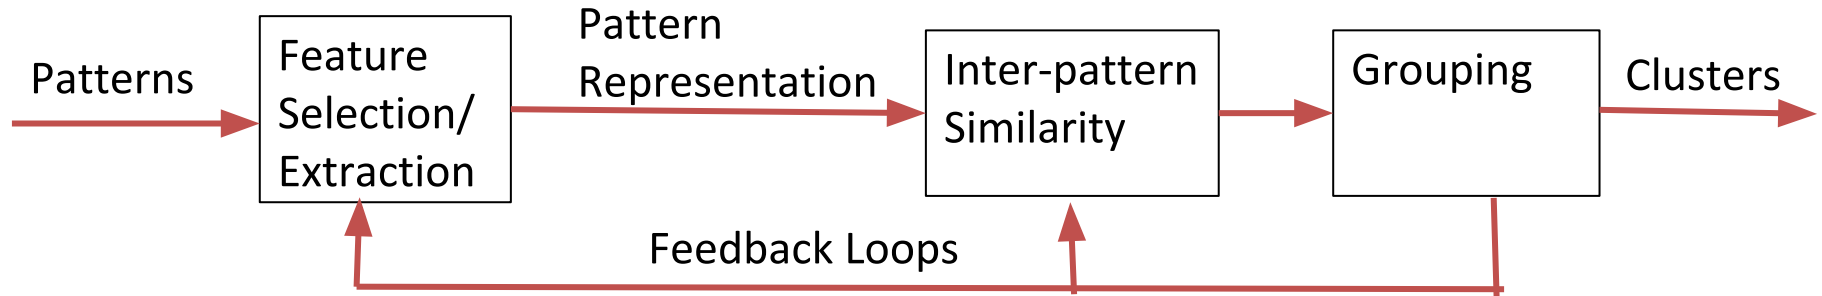 Patterns
Feature
Selection/
Extraction
Pattern
Representation
Inter-pattern
Similarity
Grouping
Clusters
Feedback Loops